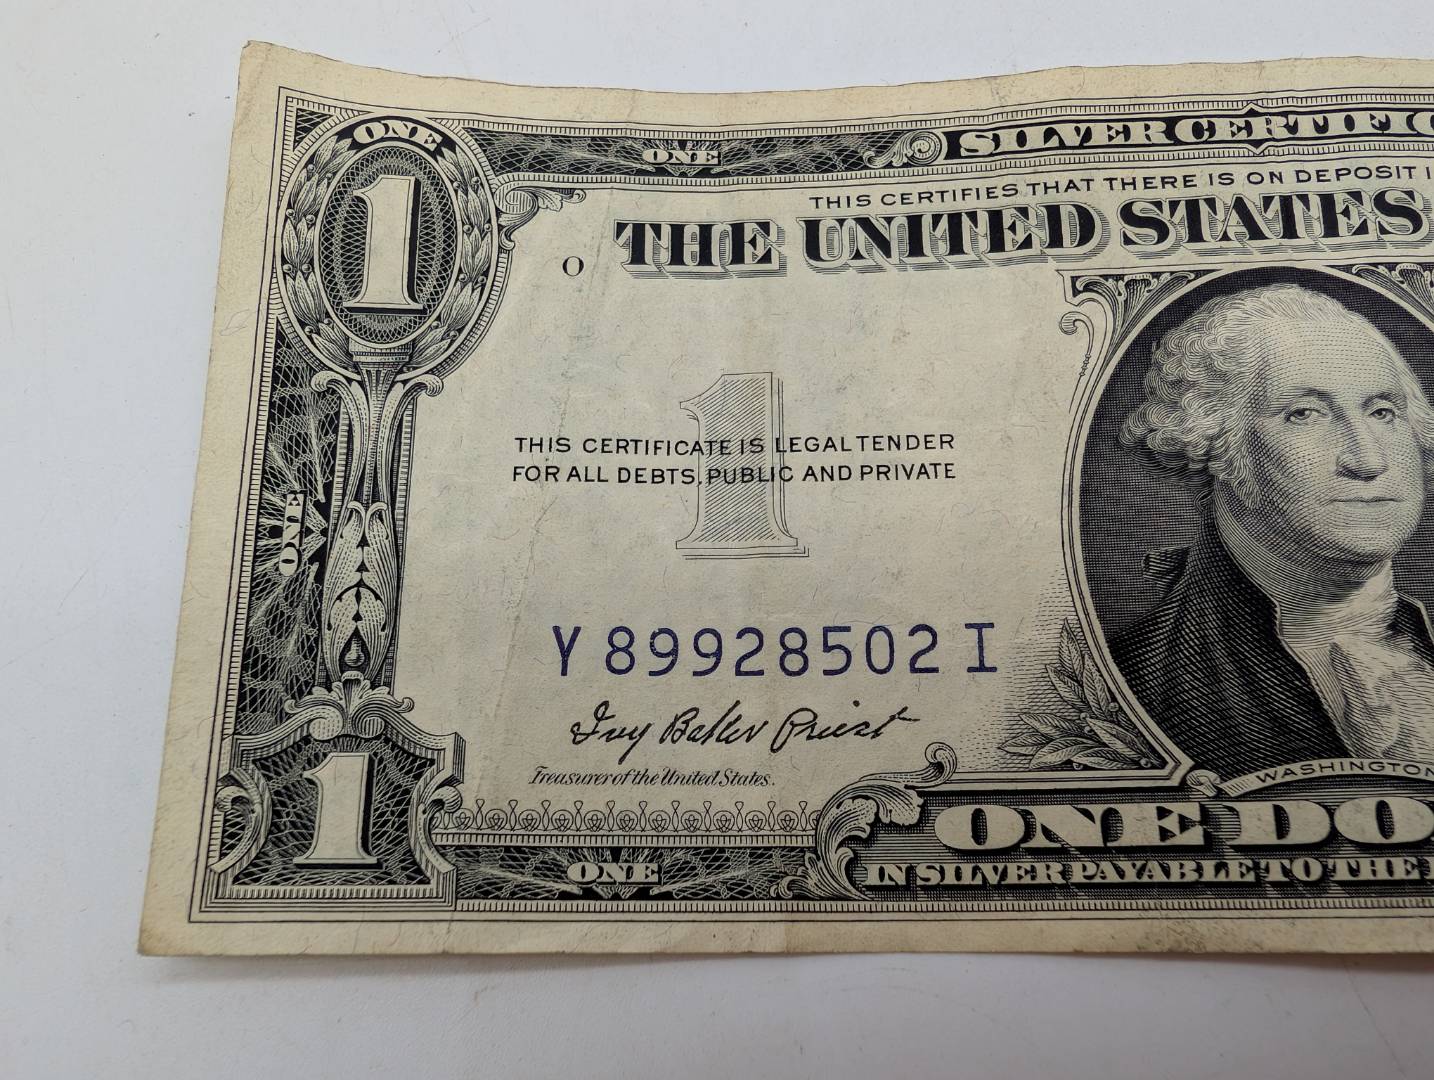 ONE
ONE
SILVER CERTIFIC
THIS CERTIFIES THAT THERE IS ON DEPOSIT I
1
THE UNITED STATES
O
THIS CERTIFICATE IS LEGAL TENDER
FOR ALL DEBTS, PUBLIC AND PRIVATE
1
ONE
Y 89928502 I
Ivy Baker Priest
Treasurer of the United States.
WASHINGTON
1
ONE DO
ONE
IN SILVER PAYABLE TO THE